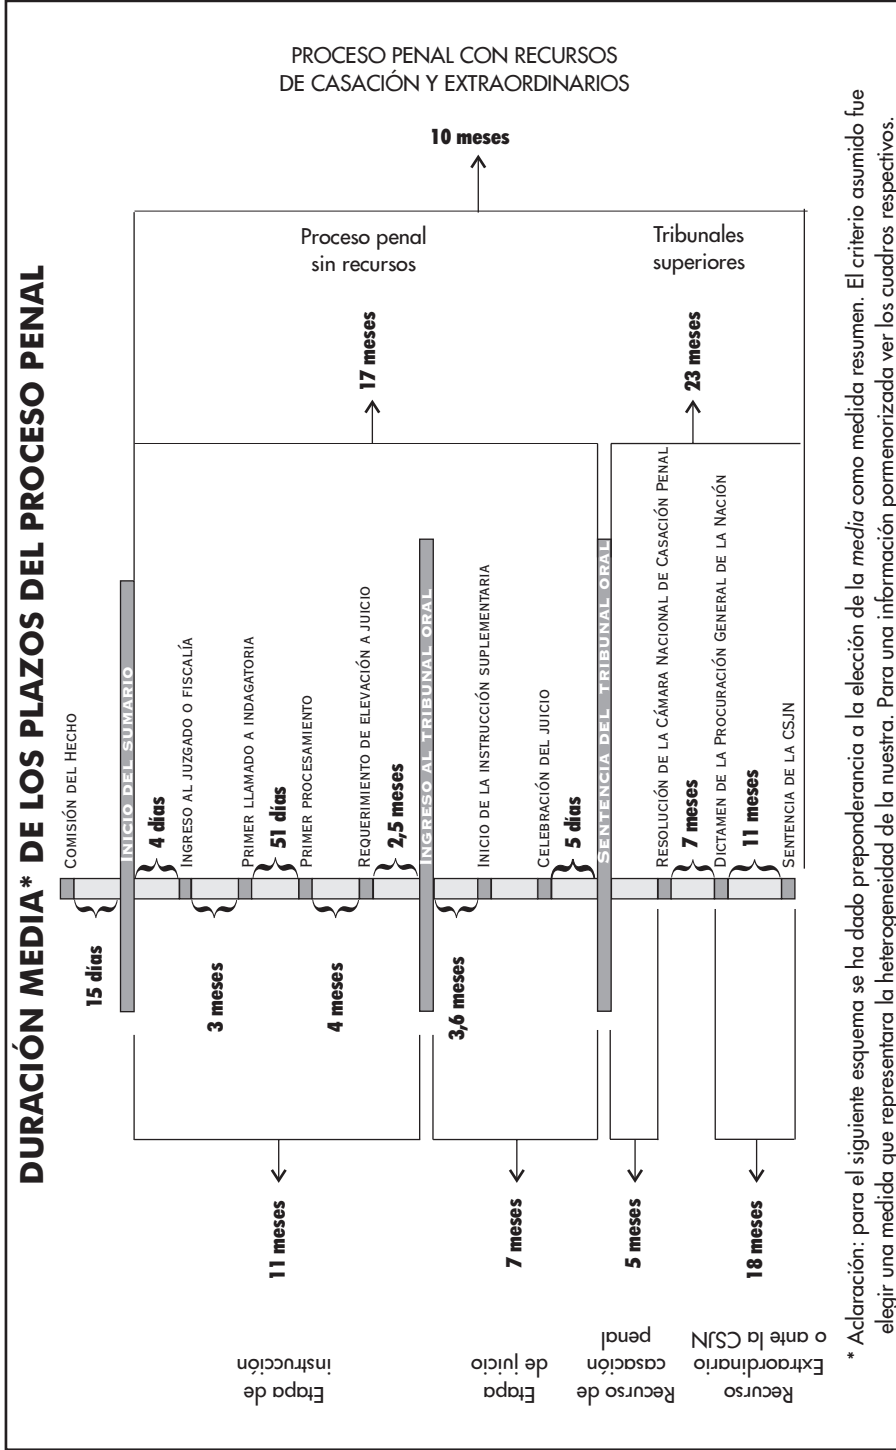 DURACIÓN MEDIA* DE LOS PLAZOS DEL PROCESO PENAL
PROCESO PENAL CON RECURSOS
DE CASACIÓN Y EXTRAORDINARIOS
10 meses
Proceso penal
sin recursos
Tribunales
superiores
17 meses
23 meses
COMISIÓN DEL HECHO
INICIO DEL SUMARIO
4 días
INGRESO AL JUZGADO O FISCALÍA
PRIMER LLAMADO A INDAGATORIA
51 días
PRIMER PROCESAMIENTO
REQUERIMIENTO DE ELEVACIÓN A JUICIO
2,5 meses
INGRESO AL TRIBUNAL ORAL
INICIO DE LA INSTRUCCIÓN SUPLEMENTARIA
CELEBRACIÓN DEL JUICIO
5 días
SENTENCIA DEL TRIBUNAL ORAL
RESOLUCIÓN DE LA CÁMARA NACIONAL DE CASACIÓN PENAL
7 meses
DICTAMEN DE LA PROCURACIÓN GENERAL DE LA NACIÓN
11 meses
SENTENCIA DE LA CSJN
15 días
3 meses
4 meses
3,6 meses
11 meses
7 meses
5 meses
18 meses
Etapa de
instrucción
Etapa
de juicio
Recurso de
casación
penal
Recurso
Extraordinario
o ante la CSJN
* Aclaración: para el siguiente esquema se ha dado preponderancia a la elección de la media como medida resumen. El criterio asumido fue
elegir una medida que representara la heterogeneidad de la nuestra. Para una información pormenorizada ver los cuadros respectivos.